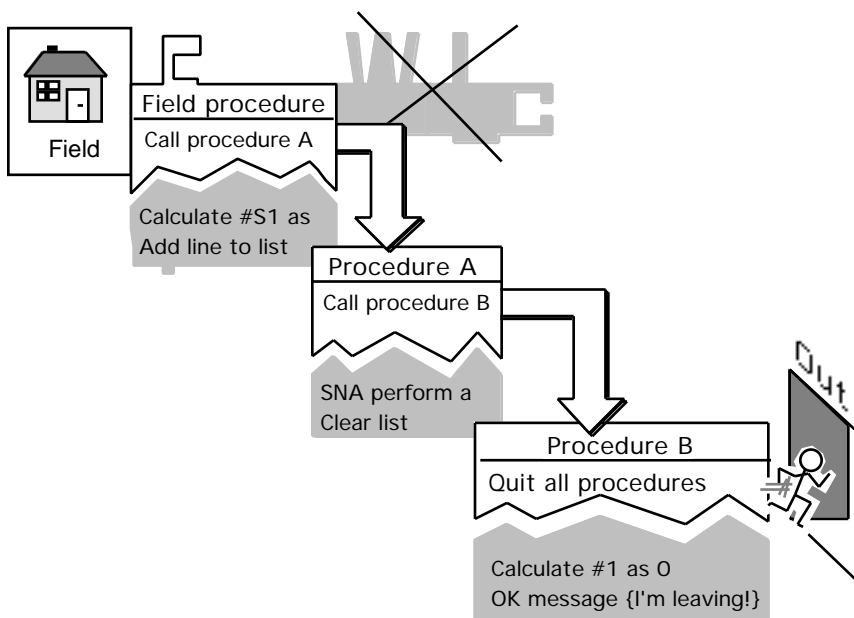 Field
Field procedure
Call procedure A
Calculate #S1 as
Add line to list
Procedure A
Call procedure B
SNA perform a
Clear list
Out.
Procedure B
Quit all procedures
Calculate #1 as 0
OK message {I'm leaving!}